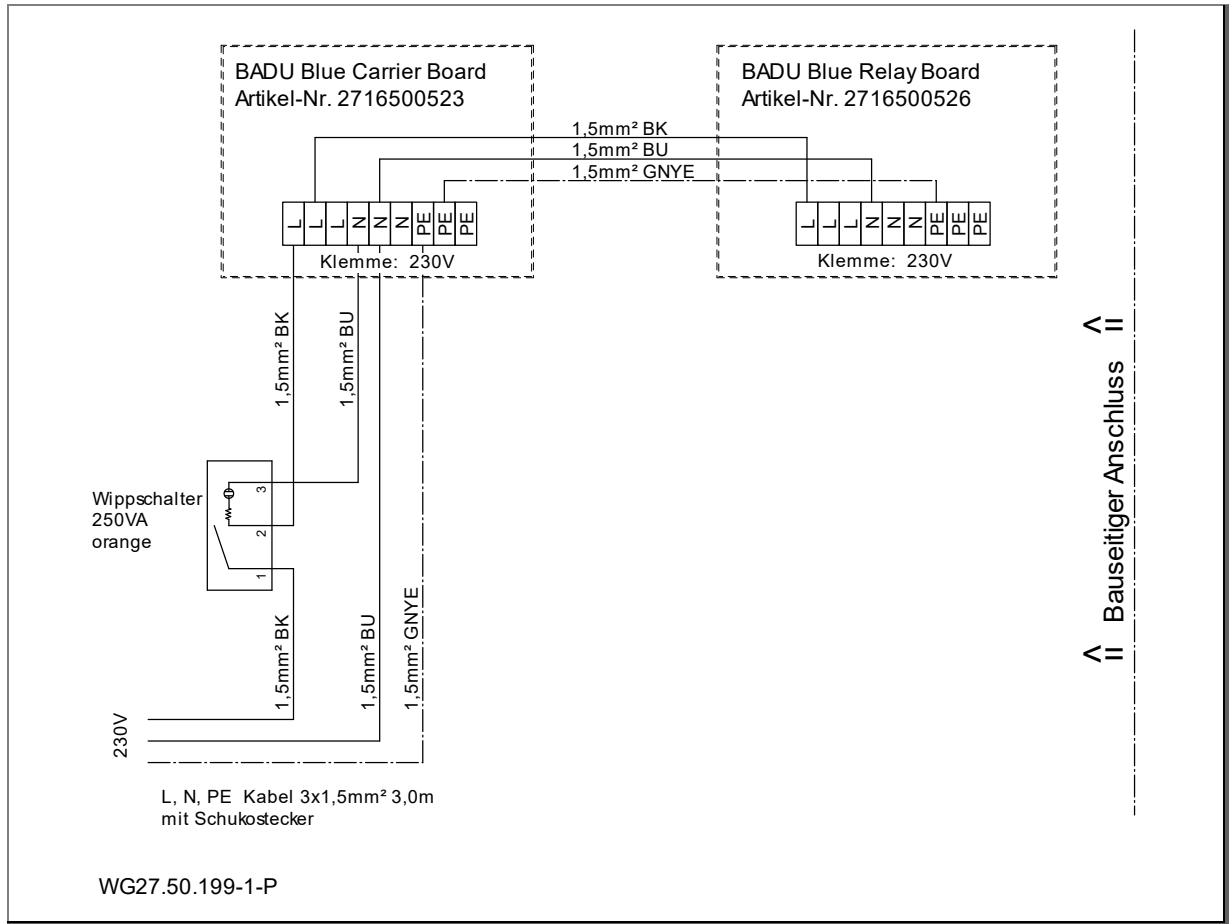 BADU Blue Carrier Board
Artikel-Nr. 2716500523
BADU Blue Relay Board
Artikel-Nr. 2716500526
1,5mm² BK
1,5mm² BU
1,5mm² GNYE
L L L N N N PE PE PE
L L L N N N PE PE PE
Klemme: 230V
Klemme: 230V
1,5mm² BK
1,5mm² BU
Wippschalter
250VA
orange
3
2
1
1,5mm² BK
1,5mm² BU
1,5mm² GNYE
230V
<= Bauseitiger Anschluss <=
L, N, PE Kabel 3x1,5mm² 3,0m
mit Schukostecker
WG27.50.199-1-P